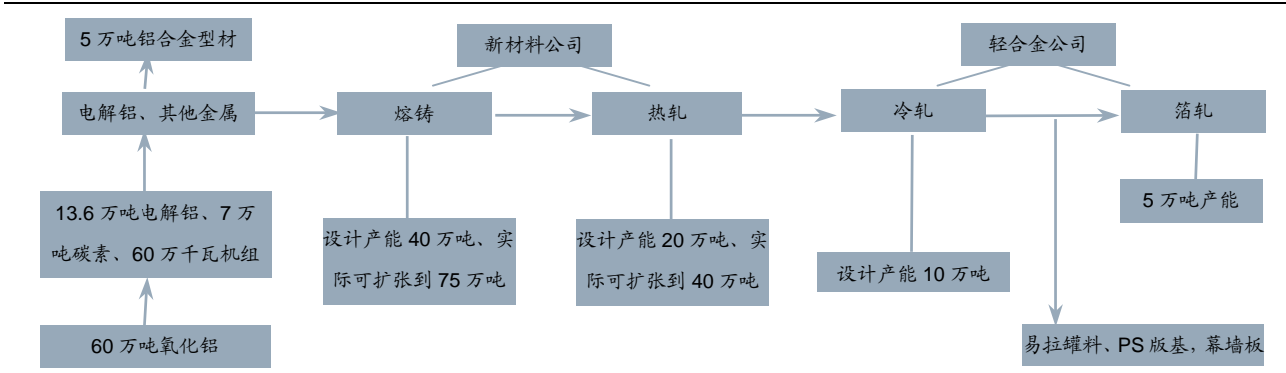 5 万吨铝合金型材
新材料公司
轻合金公司
电解铝、其他金属
熔铸
热轧
冷轧
箔轧
13.6 万吨电解铝、7 万
吨碳素、60 万千瓦机组
设计产能 40 万吨、实
际可扩张到 75 万吨
设计产能 20 万吨、实
际可扩张到 40 万吨
设计产能 10 万吨
5 万吨产能
60 万吨氧化铝
易拉罐料、PS 版基，幕墙板